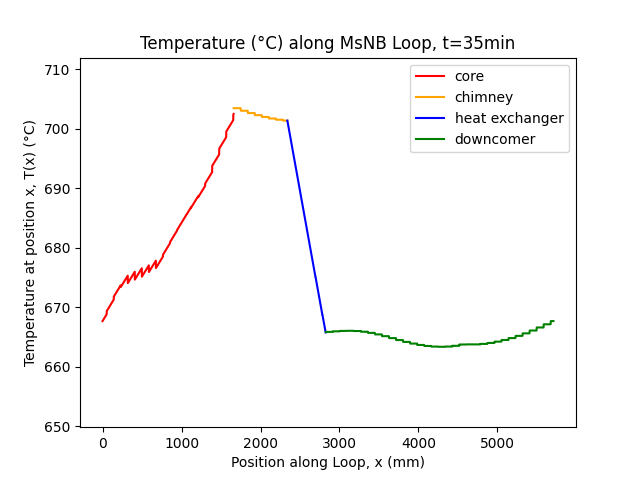 Temperature (°C) along MsNB Loop, t=35min
Temperature at position x, T(x) (°C)
710
700
690
680
670
660
650
core
chimney
heat exchanger
downcomer
0
1000
2000
3000
4000
5000
Position along Loop, x (mm)